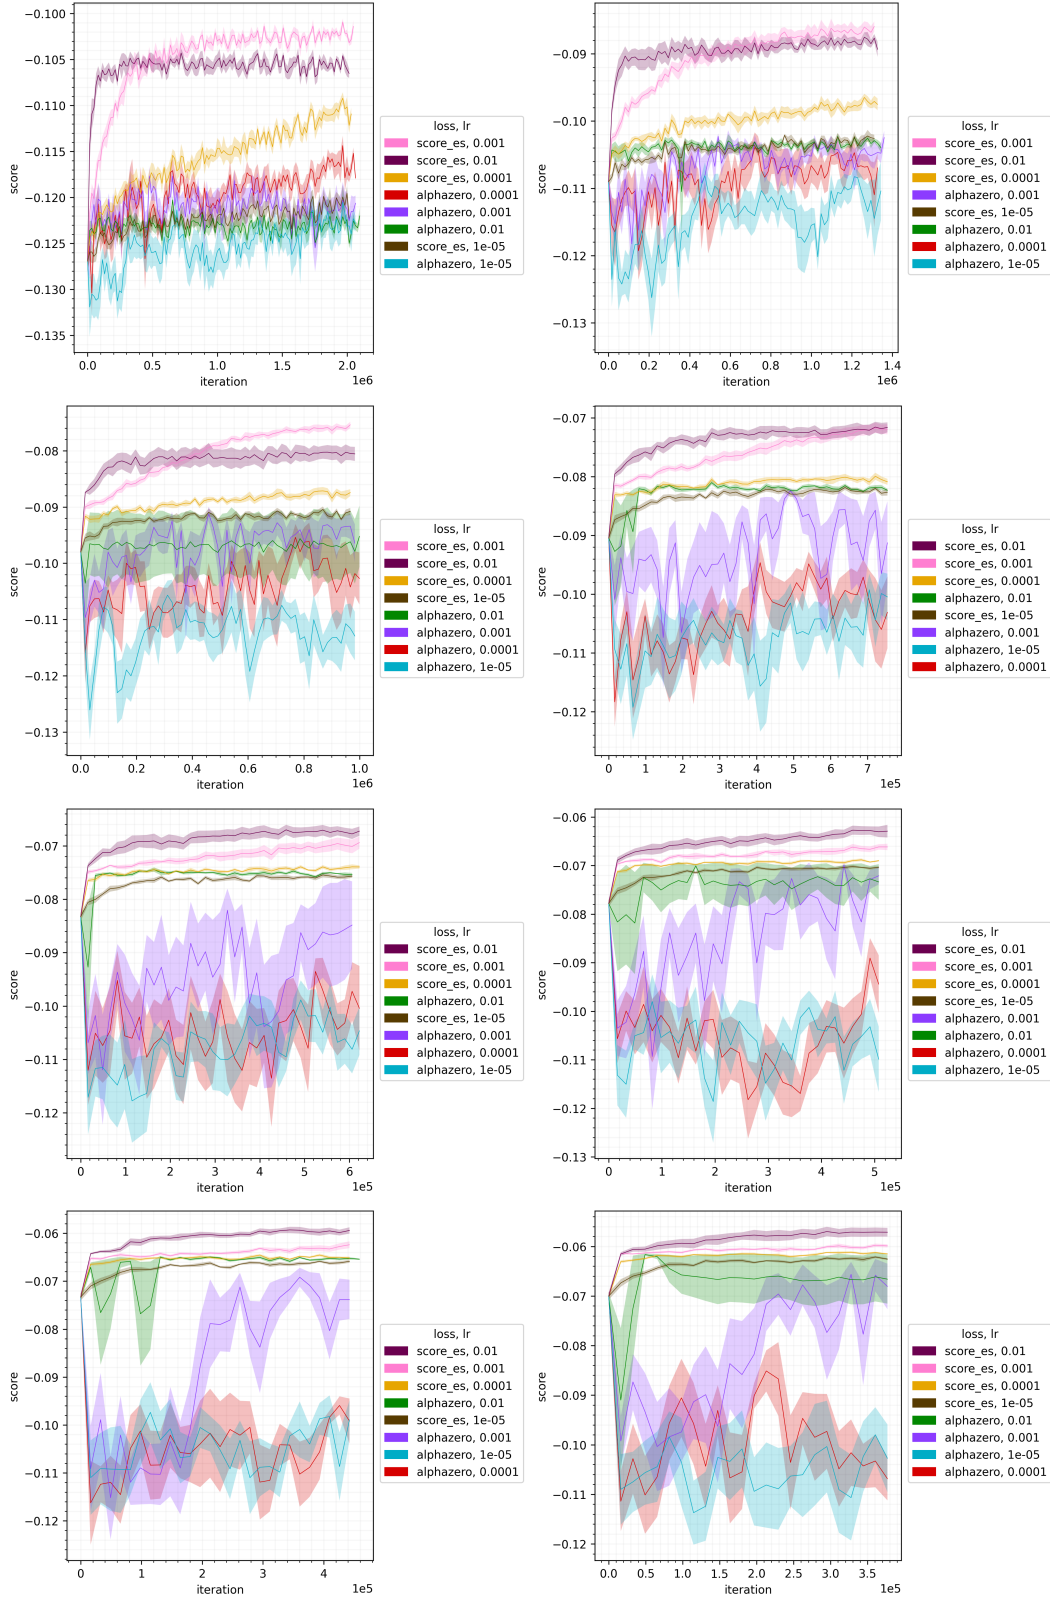 −0.100
−0.105
−0.110
−0.115
−0.120
−0.125
−0.130
−0.135
score
0.0 0.5 1.0 1.5 2.0
1e6
iteration
loss, lr
score_es, 0.001
score_es, 0.01
score_es, 0.0001
alphazero, 0.0001
alphazero, 0.001
alphazero, 0.01
score_es, 1e-05
alphazero, 1e-05
−0.09
−0.10
−0.11
−0.12
−0.13
score
0.0 0.2 0.4 0.6 0.8 1.0 1.2 1.4
1e6
iteration
loss, lr
score_es, 0.001
score_es, 0.01
score_es, 0.0001
alphazero, 0.001
score_es, 1e-05
alphazero, 0.01
alphazero, 0.0001
alphazero, 1e-05
−0.08
−0.09
−0.10
−0.11
−0.12
−0.13
score
0.0 0.2 0.4 0.6 0.8 1.0
1e6
iteration
loss, lr
score_es, 0.001
score_es, 0.01
score_es, 0.0001
score_es, 1e-05
alphazero, 0.01
alphazero, 0.001
alphazero, 0.0001
alphazero, 1e-05
−0.07
−0.08
−0.09
−0.10
−0.11
−0.12
score
0 1 2 3 4 5 6 7
1e5
iteration
loss, lr
score_es, 0.01
score_es, 0.001
score_es, 0.0001
alphazero, 0.01
score_es, 1e-05
alphazero, 0.001
alphazero, 1e-05
alphazero, 0.0001
−0.07
−0.08
−0.09
−0.10
−0.11
−0.12
score
0 1 2 3 4 5 6
1e5
iteration
loss, lr
score_es, 0.01
score_es, 0.001
score_es, 0.0001
alphazero, 0.01
score_es, 1e-05
alphazero, 0.001
alphazero, 0.0001
alphazero, 1e-05
−0.06
−0.07
−0.08
−0.09
−0.10
−0.11
−0.12
−0.13
score
0 1 2 3 4 5
1e5
iteration
loss, lr
score_es, 0.01
score_es, 0.001
score_es, 0.0001
score_es, 1e-05
alphazero, 0.001
alphazero, 0.01
alphazero, 0.0001
alphazero, 1e-05
−0.06
−0.07
−0.08
−0.09
−0.10
−0.11
−0.12
score
0 1 2 3 4
1e5
iteration
loss, lr
score_es, 0.01
score_es, 0.001
score_es, 0.0001
alphazero, 0.01
score_es, 1e-05
alphazero, 0.001
alphazero, 1e-05
alphazero, 0.0001
−0.06
−0.07
−0.08
−0.09
−0.10
−0.11
−0.12
score
0.0 0.5 1.0 1.5 2.0 2.5 3.0 3.5
1e5
iteration
loss, lr
score_es, 0.01
score_es, 0.001
score_es, 0.0001
score_es, 1e-05
alphazero, 0.01
alphazero, 0.001
alphazero, 1e-05
alphazero, 0.0001